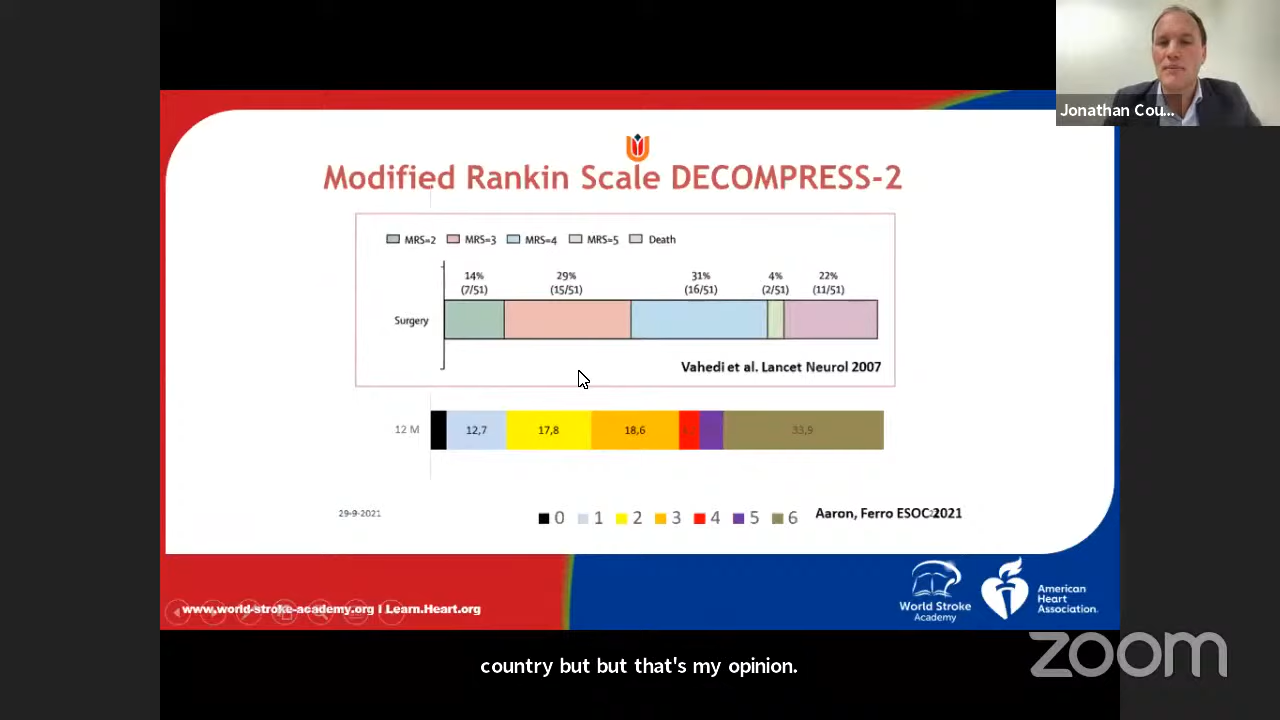 Jonathan Cou...
Modified Rankin Scale DECOMPRESS-2
MRS=2 MRS=3 MRS=4 MRS=5 Death
14% 29% 31% 4% 22%
(7/51) (15/51) (16/51) (2/51) (11/51)
Surgery
Vahedi et al. Lancet Neurol 2007
12 M 12,7 17,8 18,6 33,9
29-9-2021
0 1 2 3 4 5 6
Aaron, Ferro ESOC 2021
www.world-stroke-academy.org I Learn.Heart.org
World Stroke
Academy
American
Heart
Association.
zoom
country but but that's my opinion.